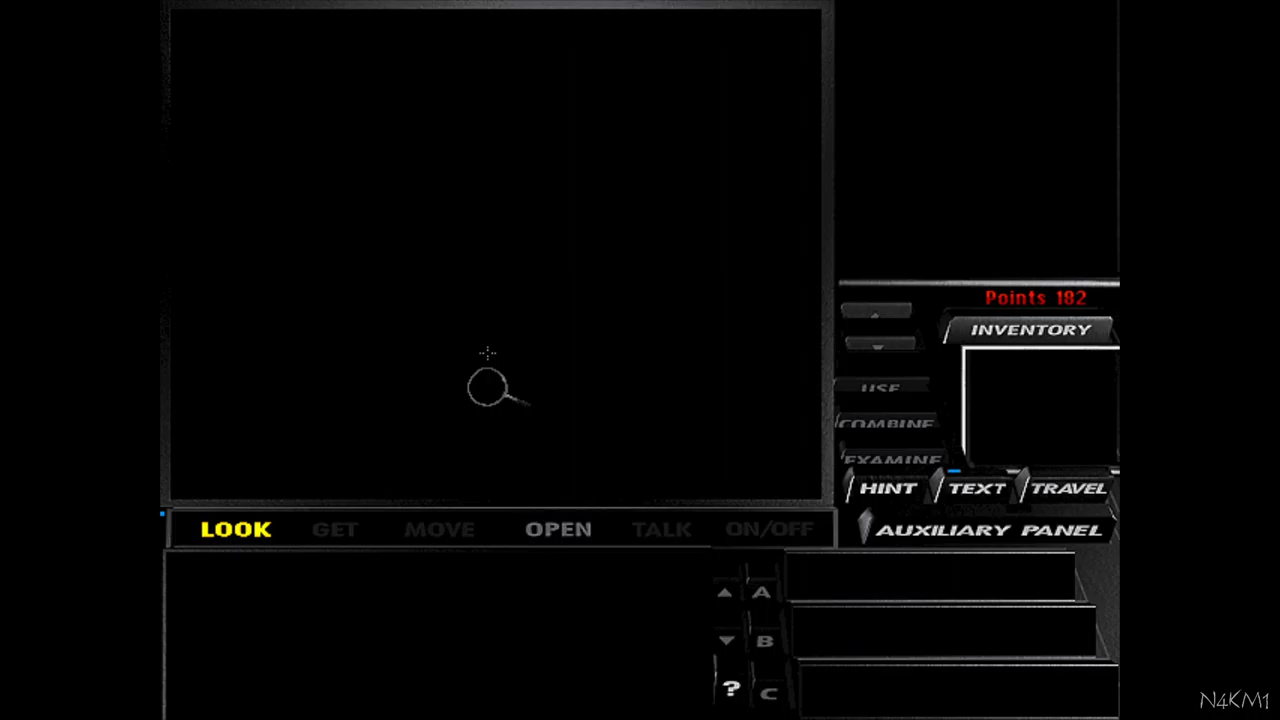 Points 182
INVENTORY
USE
COMBINE
EXAMINE
HINT TEXT TRAVEL
LOOK GET MOVE OPEN TALK ON/OFF
AUXILIARY PANEL
A
B
? C
N4KM1